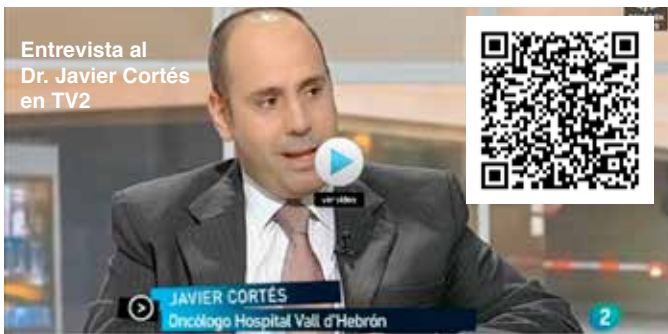 Entrevista al
Dr. Javier Cortés
en TV2
ver vídeo
JAVIER CORTÉS
Oncólogo Hospital Vall d'Hebrón
2